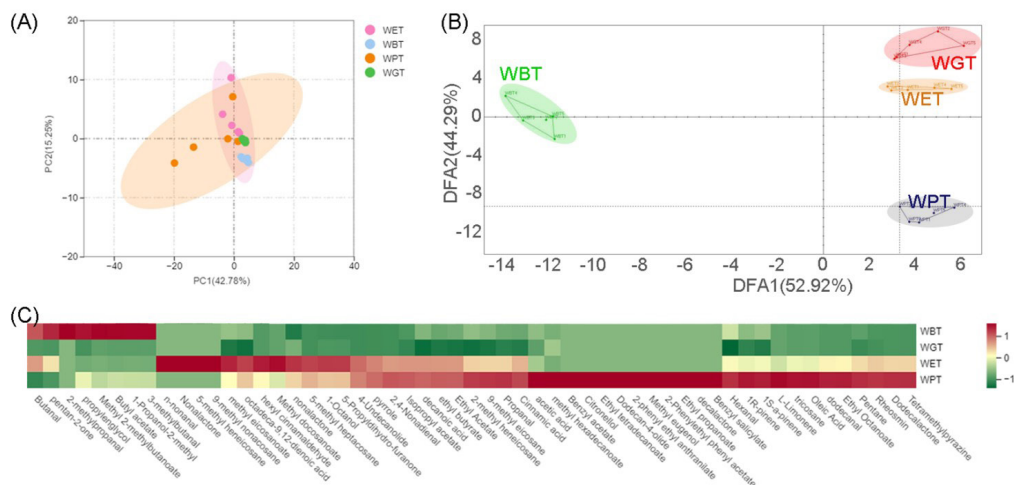 (A)
20
10
0
−10
−20
−40
−20
0
20
40
PC2(15.25%)
PC1(42.78%)
WET
WBT
WPT
WGT
(B)
8
4
0
-4
-8
-12
-14
-12
-10
-8
-6
-4
-2
0
2
4
6
DFA2(44.29%)
DFA1(52.92%)
WBT
WGT
WET
WPT
(C)
WBT
WGT
WET
WPT
1
0
−1
Butanal
pentan-2-one
2-methylpropanal
propyleneglycol
Methyl-2-methylbutanoate
Butyl acetate
1-Propanol-2-methyl
3-methylbutanal
n-nonanal
Nonanolactone
5-methyl heneicosane
9-methyl nonacosane
methyl eicosanoate
octadeca-9,12-dienoic acid
hexyl cinnamaldehyde
Methyl docosanoate
nonalactone
5-methyl heptacosane
1-Octanol
5-Propyldihydro-furanone
4-Undecanolide
pyrrole
2,4-Nonadienal
Isopropyl acetate
decanoic acid
ethyl butyrate
Ethyl Acetate
2-methyl heneicosane
9-methyl eicosane
Propanal
Cinnamic acid
1S-a-pinene
methyl hexadecanoate
Benzyl acetate
Citronellol
Ethyl tetradecanoate
Dodecan-4-olide
2-phenyl ethyl anthranilate
Methyl eugenol
2-Phenylethyl phenyl acetate
Ethyl propanoate
decalactone
Benzyl salicylate
Hexanenitrile
1R-pinene
1S-a-pinene
L-Limonene
tricosane
Oleic Acid
dodecanal
Ethyl Octanoate
Pentane
Rheosmin
Dodecalactone
Tetramethylpyrazine